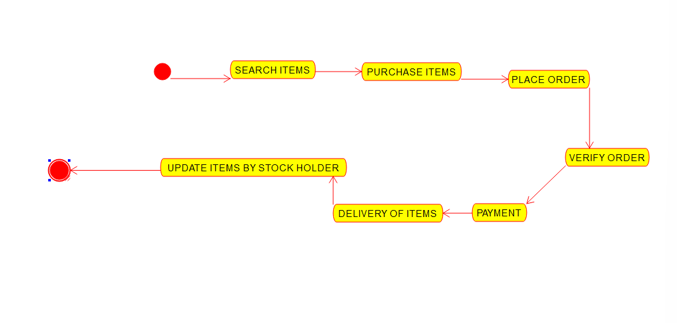 SEARCH ITEMS
PURCHASE ITEMS
PLACE ORDER
VERIFY ORDER
PAYMENT
DELIVERY OF ITEMS
UPDATE ITEMS BY STOCK HOLDER